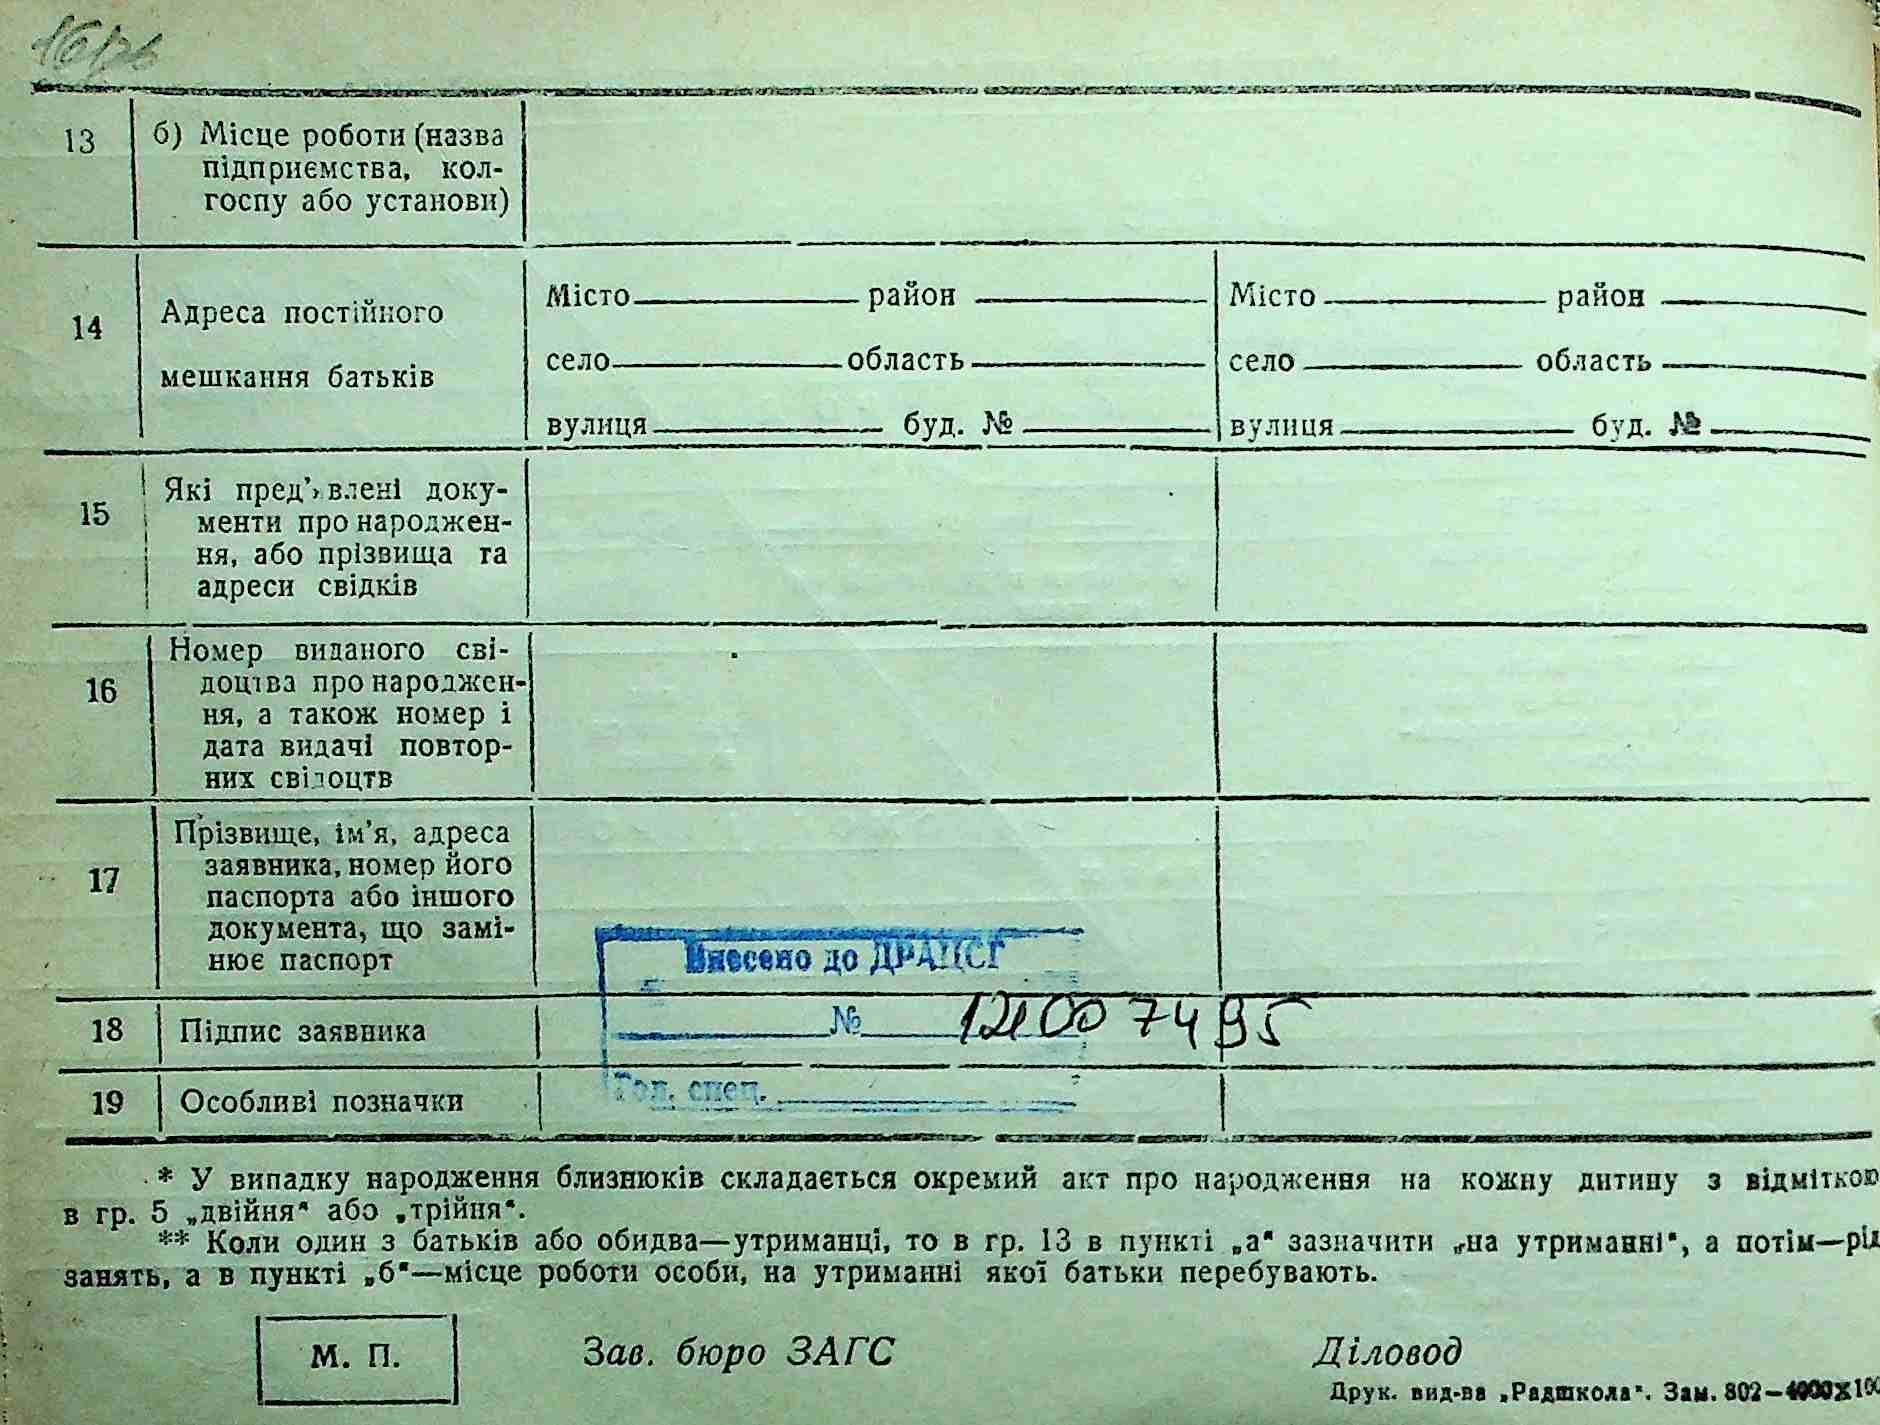 13 б) Місце роботи (назва
підприємства, кол-
госпу або установи)
14 Адреса постійного
мешкання батьків
Місто район
село область
вулиця буд. №
Місто район
село область
вулиця буд. №
15 Які пред’явлені доку-
менти про народжен-
ня, або прізвища та
адреси свідків
16 Номер виданого сві-
доцтва про народжен-
ня, а також номер і
дата видачі повтор-
них свідоцтв
17 Прізвище, ім’я, адреса
заявника, номер його
паспорта або іншого
документа, що замі-
нює паспорт
Внесено до ДРАЦСГ
№ 12100 7495
18 Підпис заявника
Гол. спец.
19 Особливі позначки
* У випадку народження близнюків складається окремий акт про народження на кожну дитину з відміткою
в гр. 5 „двійня“ або „трійня“.
** Коли один з батьків або обидва—утриманці, то в гр. 13 в пункті „а“ зазначити „на утриманні“, а потім—рід
занять, а в пункті „б“—місце роботи особи, на утриманні якої батьки перебувають.
М. П. Зав. бюро ЗАГС Діловод
Друк. вид-ва „Радшкола“. Зам. 802—4000Х100